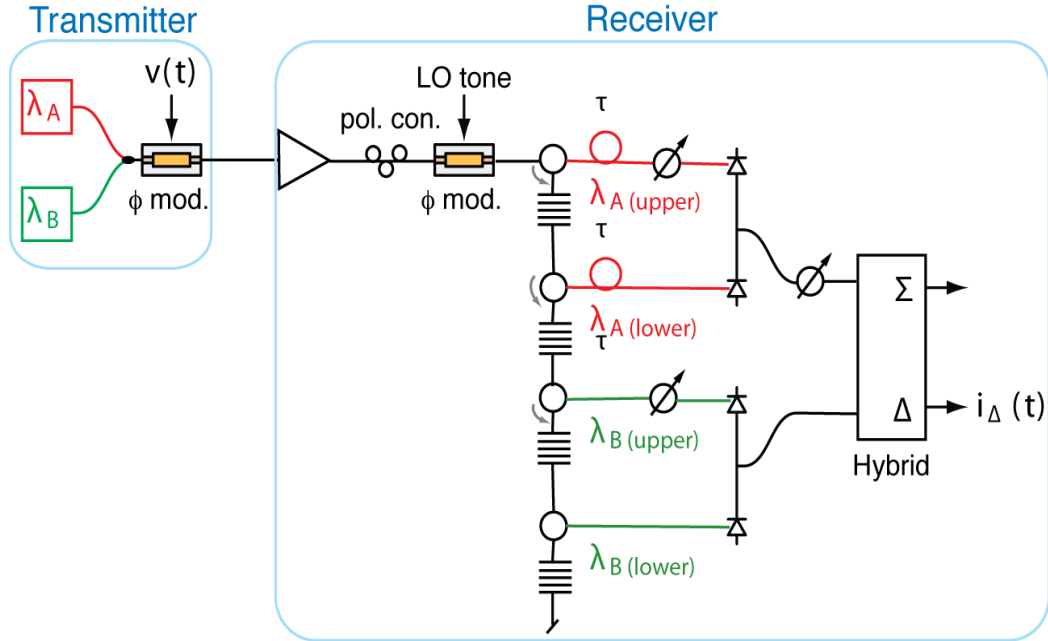 Transmitter
Receiver
v(t)
λA
λB
ϕ mod.
pol. con.
LO tone
ϕ mod.
τ
λA (upper)
τ
λA (lower)
τ
λB (upper)
λB (lower)
Σ
Δ
iΔ (t)
Hybrid